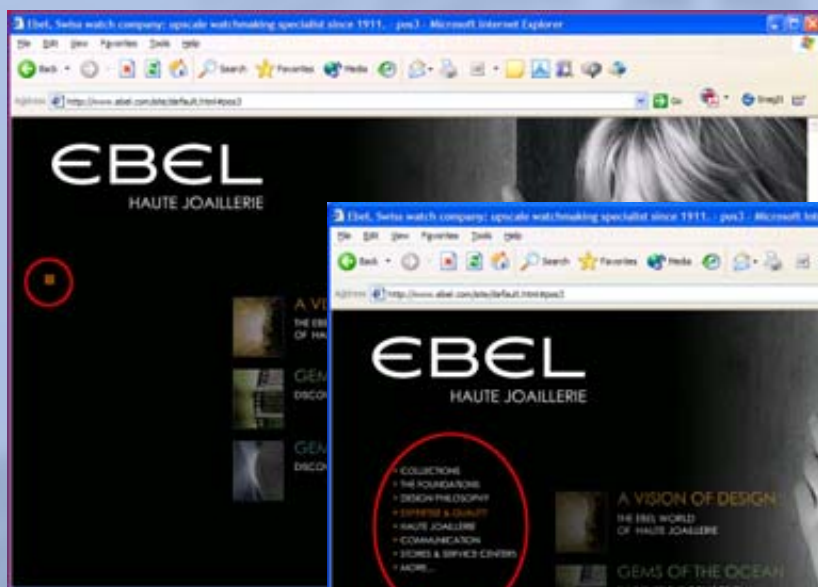 Ebel, Swiss watch company: upscale watchmaking specialist since 1911. - pos3 - Microsoft Internet Explorer
File Edit View Favorites Tools Help
Back Search Favorites Media
Address http://www.ebel.com/site/default.html#pos3 Go SnagIt
EBEL
HAUTE JOAILLERIE
A VI
THE EBE
OF HA
GEM
DISCO
GEM
DISCO
Ebel, Swiss watch company: upscale watchmaking specialist since 1911. - pos3 - Microsoft Int
File Edit View Favorites Tools Help
Back Search Favorites Media
Address http://www.ebel.com/site/default.html#pos3
EBEL
HAUTE JOAILLERIE
COLLECTIONS
THE FOUNDATIONS
DESIGN PHILOSOPHY
EXPERTISE & QUALITY
HAUTE JOAILLERIE
COMMUNICATION
STORES & SERVICE CENTERS
MORE...
A VISION OF DESIGN
THE EBEL WORLD
OF HAUTE JOAILLERIE
GEMS OF THE OCEAN